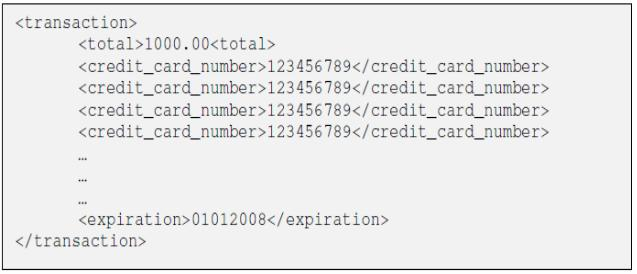 <transaction>
<total>1000.00<total>
<credit_card_number>123456789</credit_card_number>
<credit_card_number>123456789</credit_card_number>
<credit_card_number>123456789</credit_card_number>
<credit_card_number>123456789</credit_card_number>
…
…
…
<expiration>01012008</expiration>
</transaction>